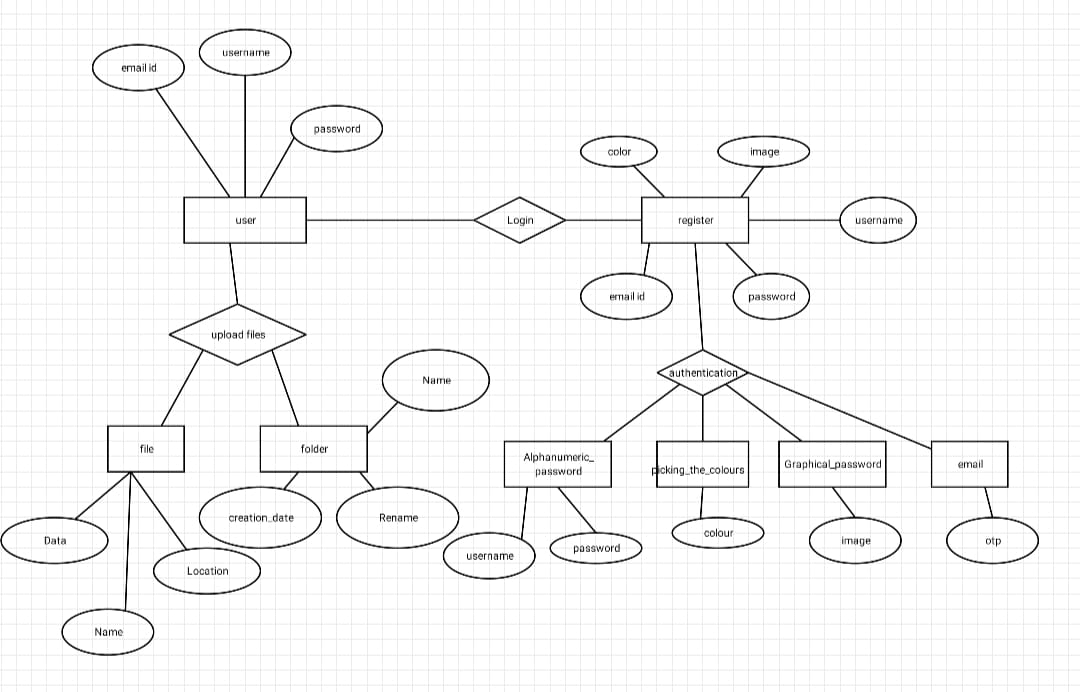 username
email id
password
color
image
user
Login
register
username
email id
password
upload files
authentication
Name
file
folder
Alphanumeric_
password
picking_the_colours
Graphical_password
email
creation_date
Rename
Data
Location
username
password
colour
image
otp
Name